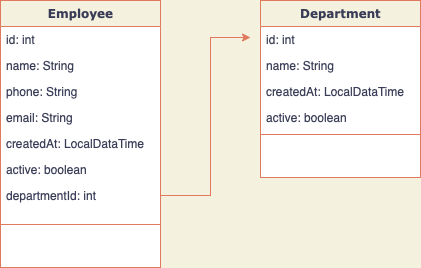 Employee
id: int
name: String
phone: String
email: String
createdAt: LocalDataTime
active: boolean
departmentId: int
Department
id: int
name: String
createdAt: LocalDataTime
active: boolean